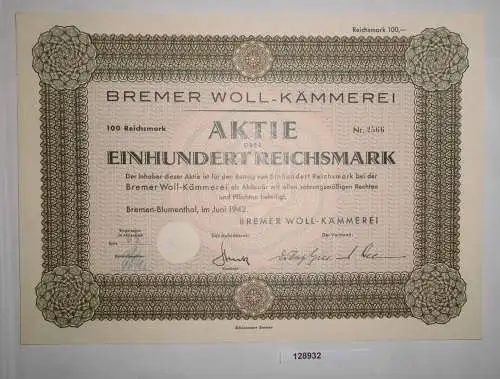 Reichsmark 100,—
BREMER WOLL-KÄMMEREI
100 Reichsmark
AKTIE
Nr. 2566
ÜBER
EINHUNDERT REICHSMARK
Der Inhaber dieser Aktie ist für den Betrag von Einhundert Reichsmark bei der
Bremer Woll-Kämmerei als Aktionär mit allen satzungsmäßigen Rechten
und Pflichten beteiligt.
Bremen-Blumenthal, im Juni 1942.
BREMER WOLL-KÄMMEREI
Der Aufsichtsrat:
Der Vorstand:
128932